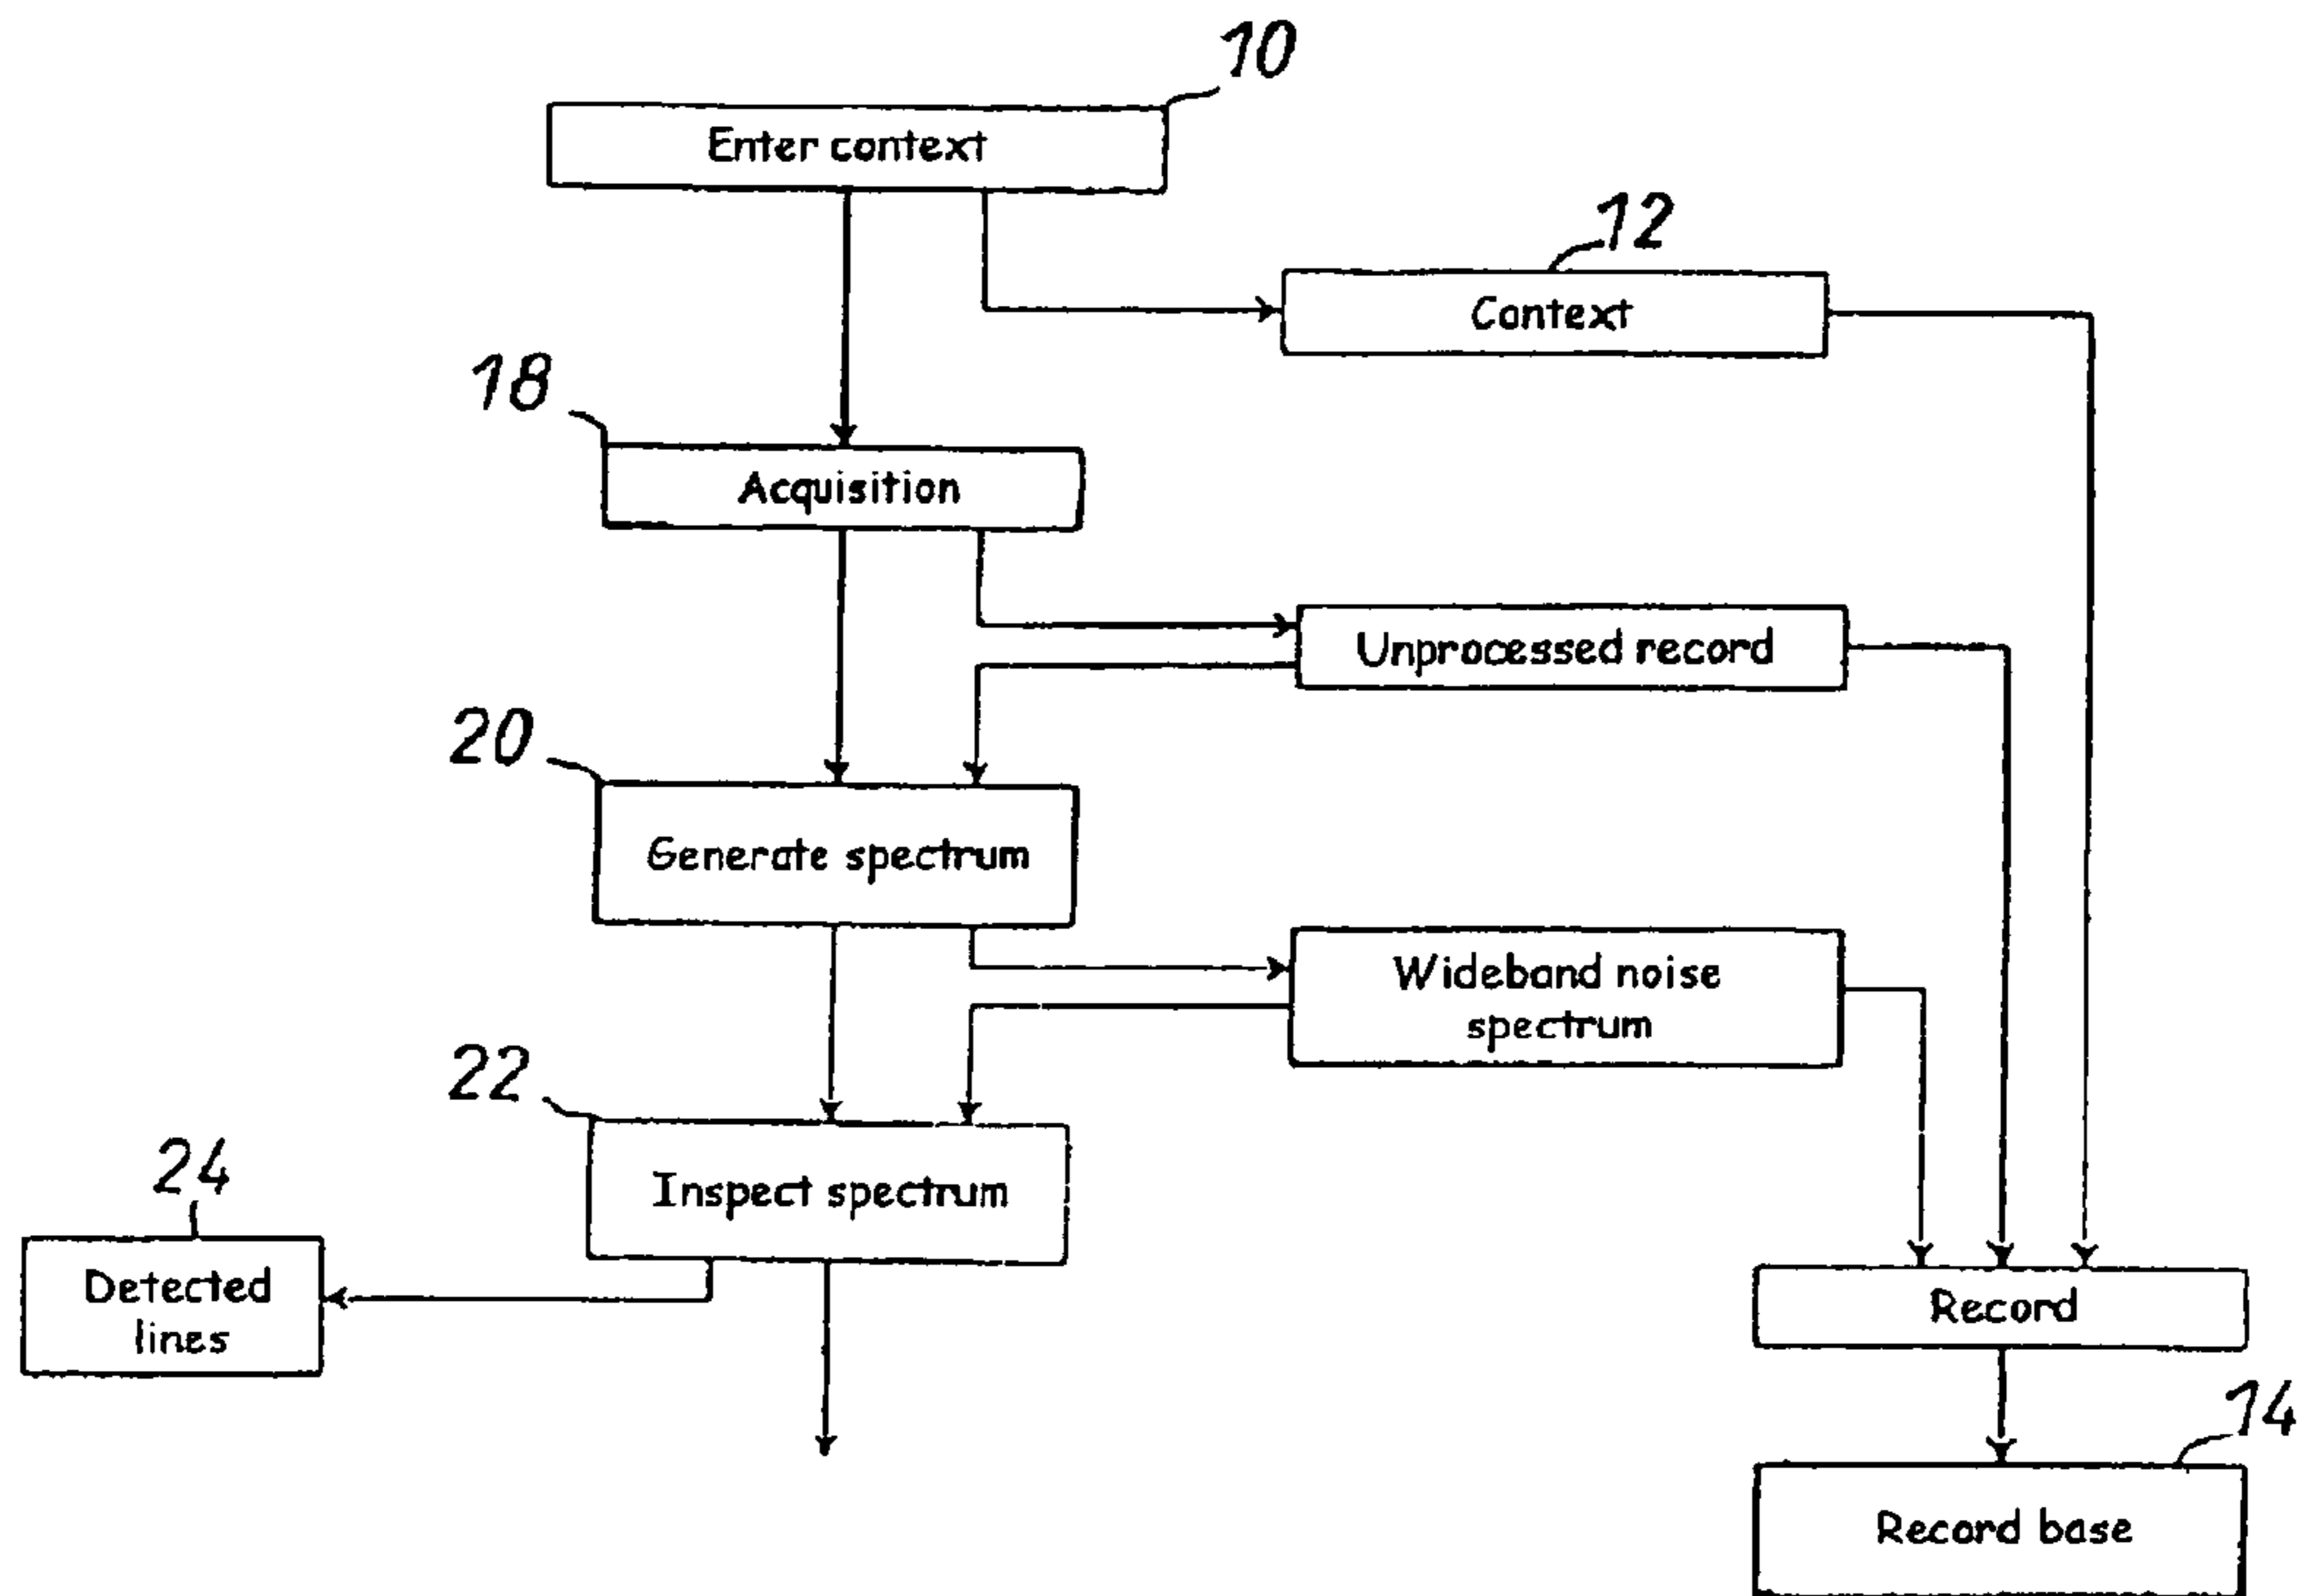 10
Enter context
12
Context
18
Acquisition
Unprocessed record
20
Generate spectrum
Wideband noise
spectrum
22
Inspect spectrum
24
Detected
lines
Record
14
Record base